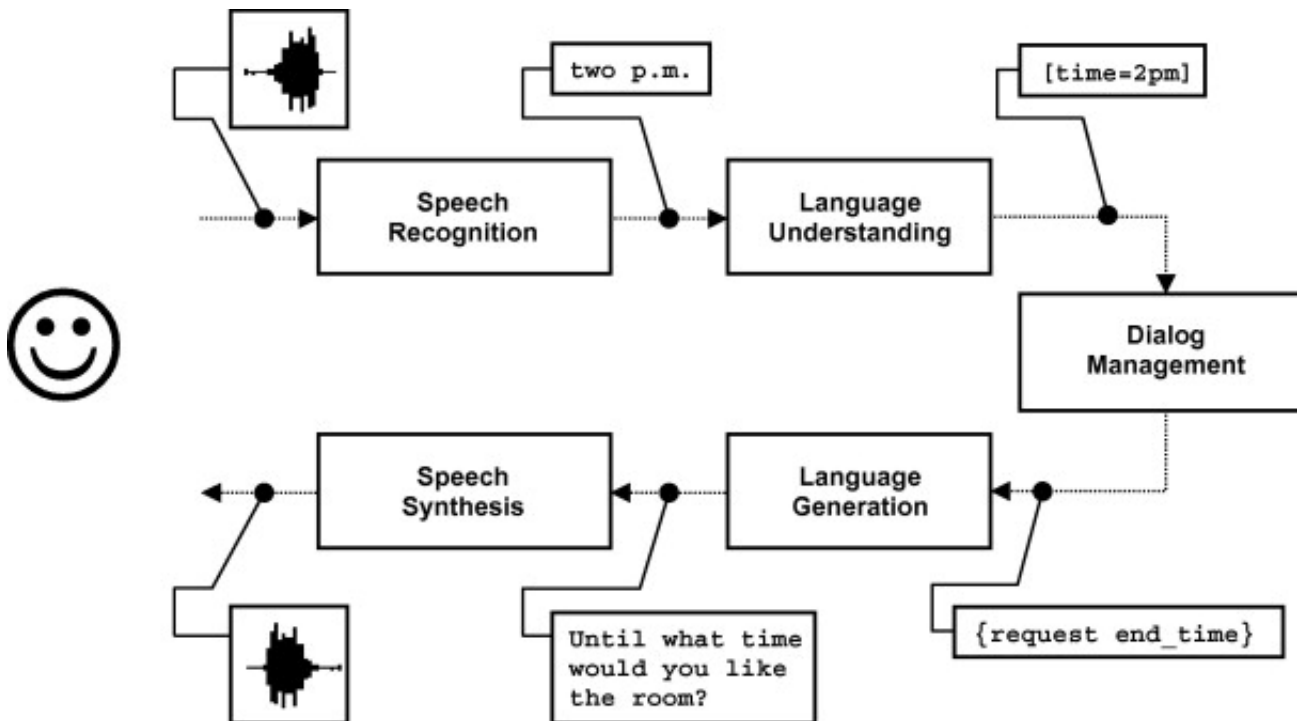 two p.m.
[time=2pm]
Speech
Recognition
Language
Understanding
Dialog
Management
Speech
Synthesis
Language
Generation
Until what time
would you like
the room?
{request end_time}